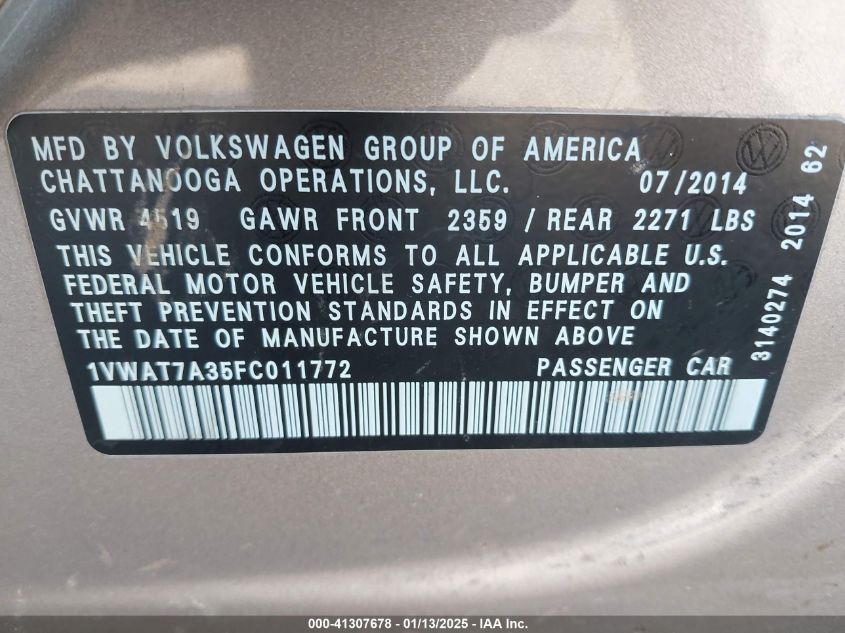 MFD BY VOLKSWAGEN GROUP OF AMERICA
CHATTANOOGA OPERATIONS, LLC. 07/2014
GVWR 4519 GAWR FRONT 2359 / REAR 2271 LBS
THIS VEHICLE CONFORMS TO ALL APPLICABLE U.S.
FEDERAL MOTOR VEHICLE SAFETY, BUMPER AND
THEFT PREVENTION STANDARDS IN EFFECT ON
THE DATE OF MANUFACTURE SHOWN ABOVE
1VWAT7A35FC011772 PASSENGER CAR
3140274 2014 62
000-41307678 - 01/13/2025 - IAA Inc.